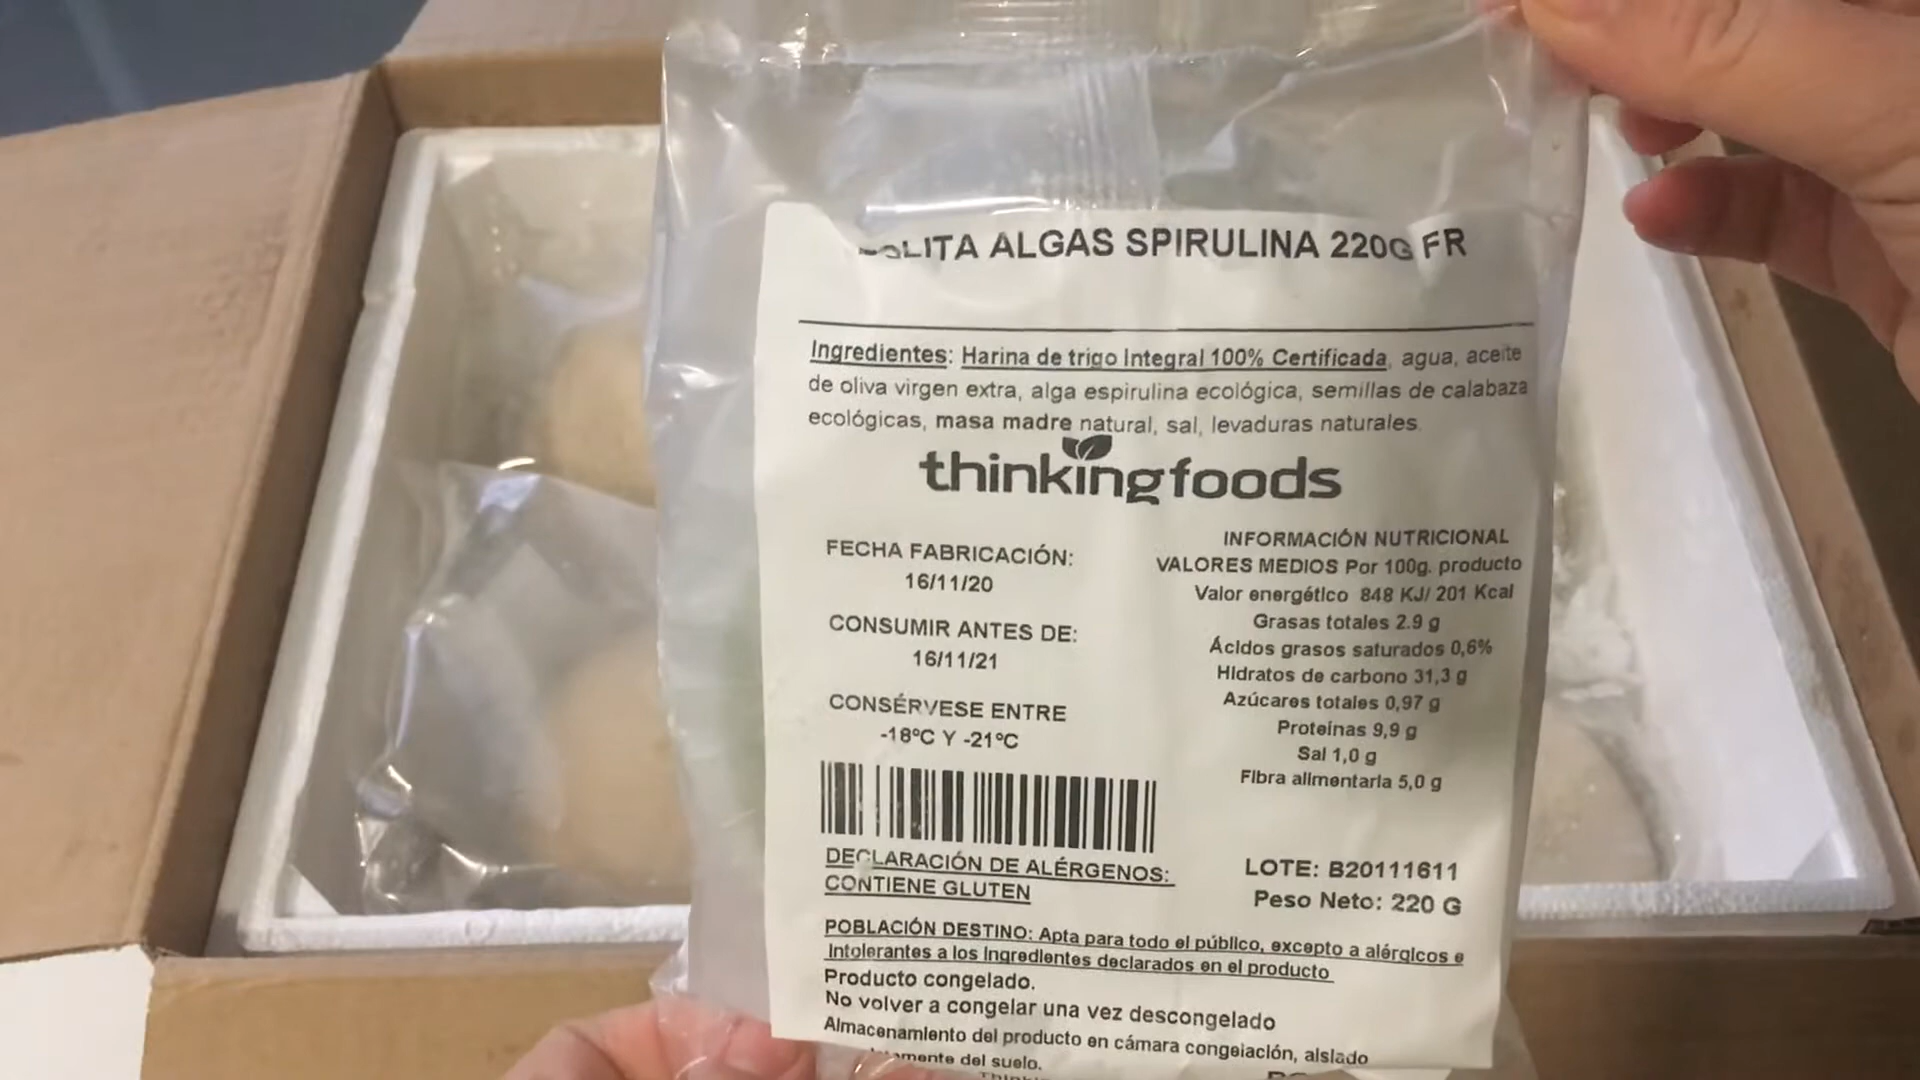 ALGAS SPIRULINA 220G FR
Ingredientes: Harina de trigo Integral 100% Certificada, agua, aceite
de oliva virgen extra, alga espirulina ecológica, semillas de calabaza
ecológicas, masa madre natural, sal, levaduras naturales.
thinkingfoods
FECHA FABRICACIÓN:
16/11/20
CONSUMIR ANTES DE:
16/11/21
CONSÉRVESE ENTRE
-18ºC Y -21ºC
INFORMACIÓN NUTRICIONAL
VALORES MEDIOS Por 100g. producto
Valor energético 848 KJ/ 201 Kcal
Grasas totales 2.9 g
Ácidos grasos saturados 0,6%
Hidratos de carbono 31,3 g
Azúcares totales 0,97 g
Proteínas 9,9 g
Sal 1,0 g
Fibra alimentaria 5,0 g
DECLARACIÓN DE ALÉRGENOS:
CONTIENE GLUTEN
LOTE: B20111611
Peso Neto: 220 G
POBLACIÓN DESTINO: Apta para todo el público, excepto a alérgicos e
Intolerantes a los Ingredientes declarados en el producto
Producto congelado.
No volver a congelar una vez descongelado
Almacenamiento del producto en cámara congelación, aislado
del suelo.